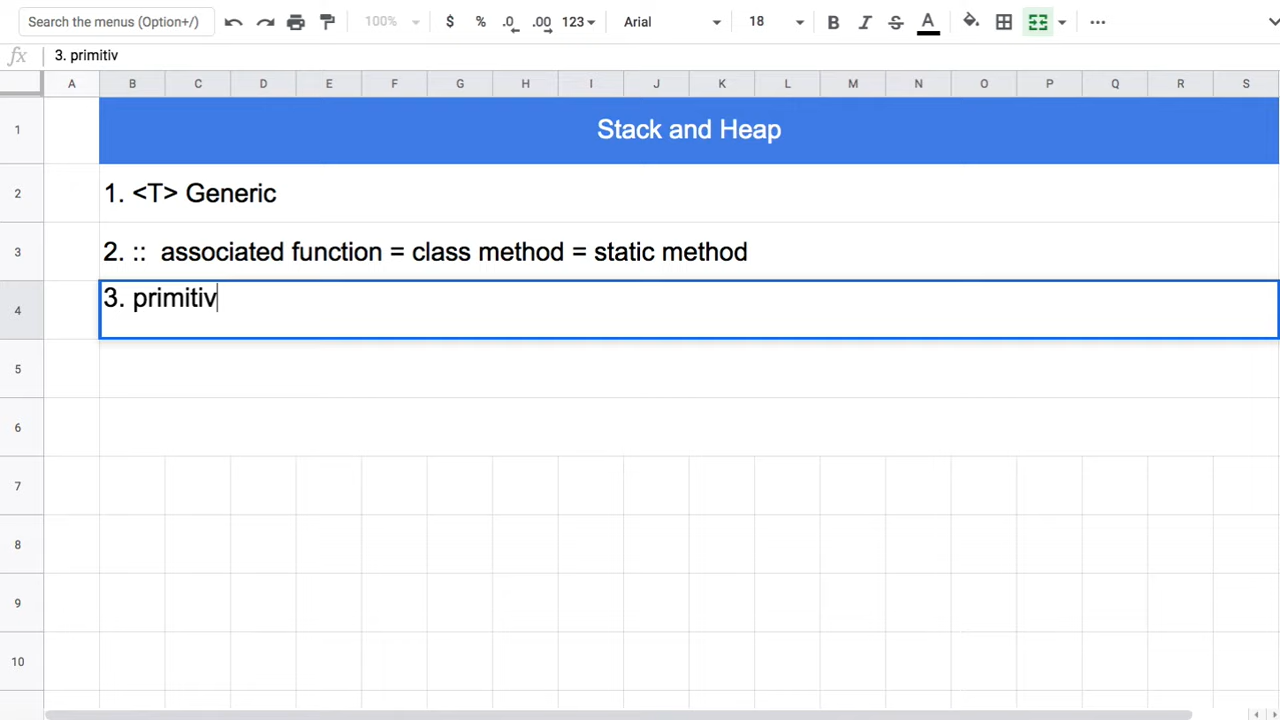 Search the menus (Option+/) 100% $ % .0 .00 123 Arial 18 B I S A
fx 3. primitiv
A B C D E F G H I J K L M N O P Q R S
1 Stack and Heap
2 1. <T> Generic
3 2. ::  associated function = class method = static method
4 3. primitiv
5
6
7
8
9
10